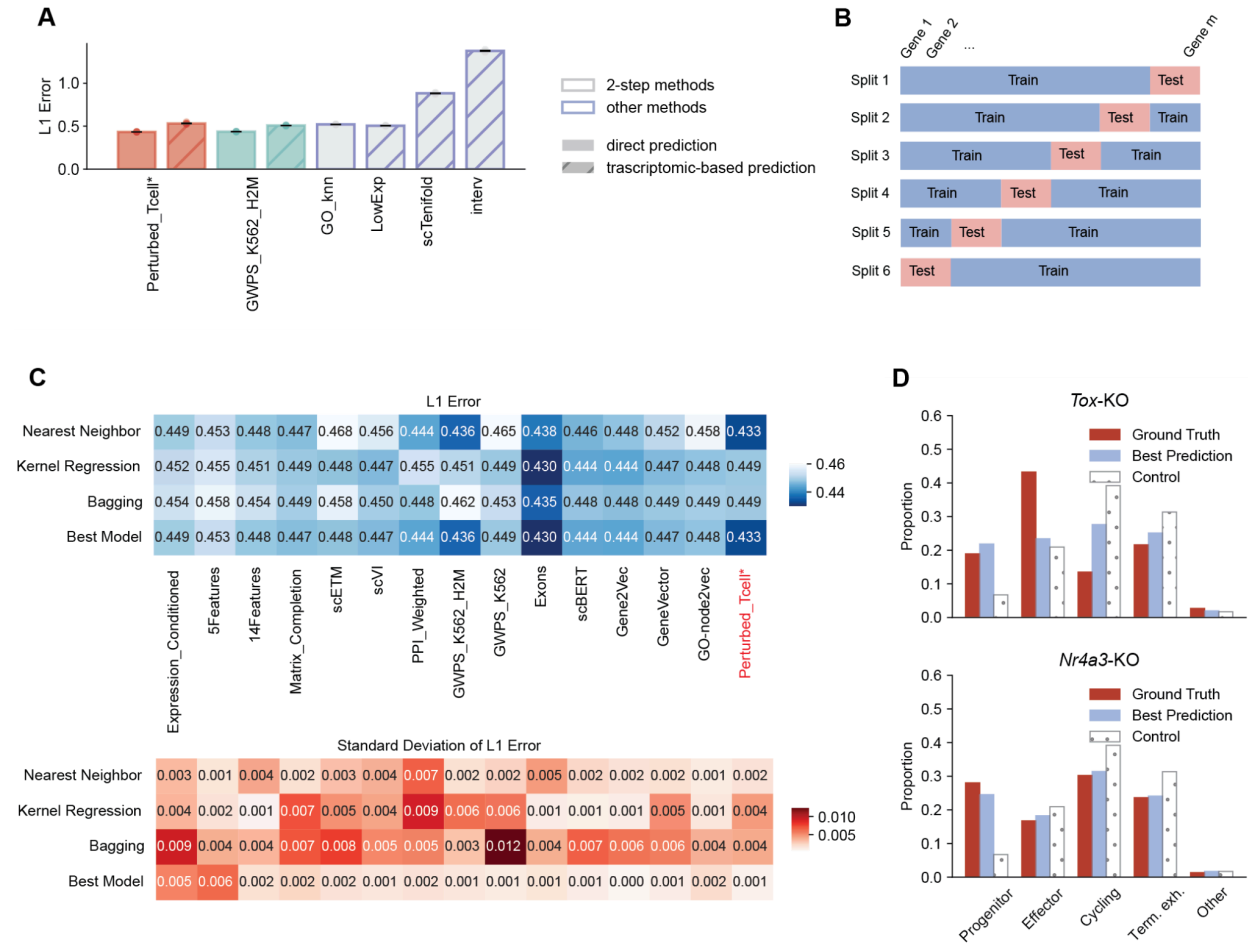 A
L1 Error
1.0
0.5
0.0
Perturbed_Tcell*
GWPS_K562_H2M
GO_knn
LowExp
scTenifold
interv
2-step methods
other methods
direct prediction
trascriptomic-based prediction
B
Gene 1
Gene 2
...
Gene m
Split 1 Train Test
Split 2 Train Test Train
Split 3 Train Test Train
Split 4 Train Test Train
Split 5 Train Test Train
Split 6 Test Train
C
L1 Error
Nearest Neighbor 0.449 0.453 0.448 0.447 0.468 0.456 0.444 0.436 0.465 0.438 0.446 0.448 0.452 0.458 0.433
Kernel Regression 0.452 0.455 0.451 0.449 0.448 0.447 0.455 0.451 0.449 0.430 0.444 0.444 0.447 0.448 0.449
Bagging 0.454 0.458 0.454 0.449 0.458 0.450 0.448 0.462 0.453 0.435 0.448 0.449 0.449 0.449 0.449
Best Model 0.449 0.453 0.448 0.447 0.448 0.447 0.444 0.436 0.449 0.430 0.444 0.444 0.447 0.448 0.433
0.46
0.44
Expression_Conditioned
5Features
14Features
Matrix_Completion
scETM
scVI
PPI_Weighted
GWPS_K562_H2M
GWPS_K562
Exons
scBERT
Gene2Vec
GeneVector
GO-node2vec
Perturbed_Tcell*
Standard Deviation of L1 Error
Nearest Neighbor 0.003 0.001 0.004 0.002 0.003 0.004 0.007 0.002 0.002 0.005 0.002 0.002 0.002 0.001 0.002
Kernel Regression 0.004 0.002 0.001 0.007 0.005 0.004 0.009 0.006 0.006 0.001 0.001 0.001 0.005 0.001 0.004
Bagging 0.009 0.004 0.004 0.007 0.008 0.005 0.005 0.003 0.012 0.004 0.007 0.006 0.006 0.004 0.004
Best Model 0.005 0.006 0.002 0.002 0.002 0.001 0.002 0.001 0.001 0.001 0.001 0.000 0.001 0.002 0.001
0.010
0.005
D
Tox-KO
Proportion
0.6
0.5
0.4
0.3
0.2
0.1
0.0
Ground Truth
Best Prediction
Control
Nr4a3-KO
Proportion
0.6
0.5
0.4
0.3
0.2
0.1
0.0
Ground Truth
Best Prediction
Control
Progenitor
Effector
Cycling
Term. exh.
Other